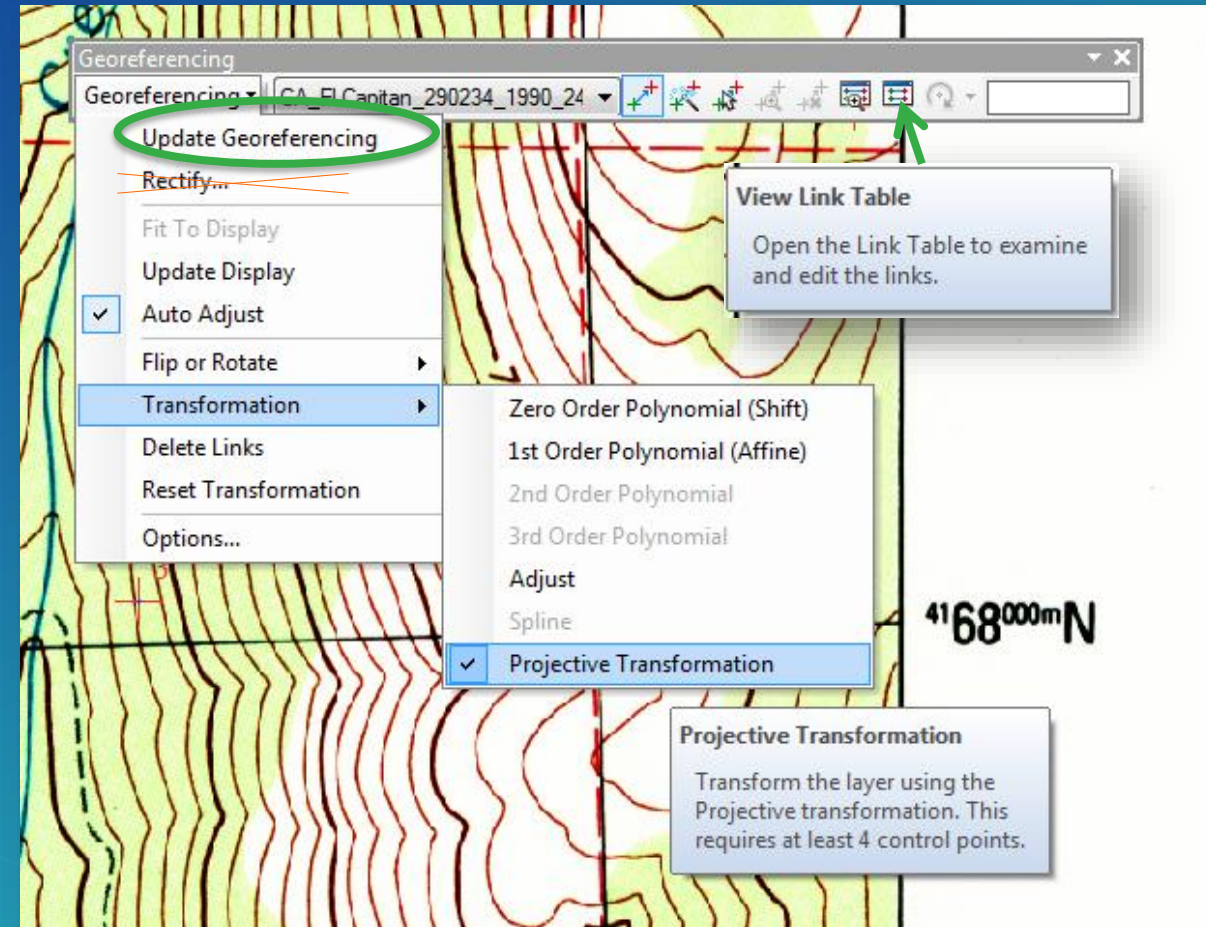 Georeferencing
Georeferencing CA_ElCapitan_290234_1990_24
Update Georeferencing
Rectify...
Fit To Display
Update Display
Auto Adjust
Flip or Rotate
Transformation
Delete Links
Reset Transformation
Options...
View Link Table
Open the Link Table to examine
and edit the links.
Zero Order Polynomial (Shift)
1st Order Polynomial (Affine)
2nd Order Polynomial
3rd Order Polynomial
Adjust
Spline
Projective Transformation
3
4168000mN
Projective Transformation
Transform the layer using the
Projective transformation. This
requires at least 4 control points.